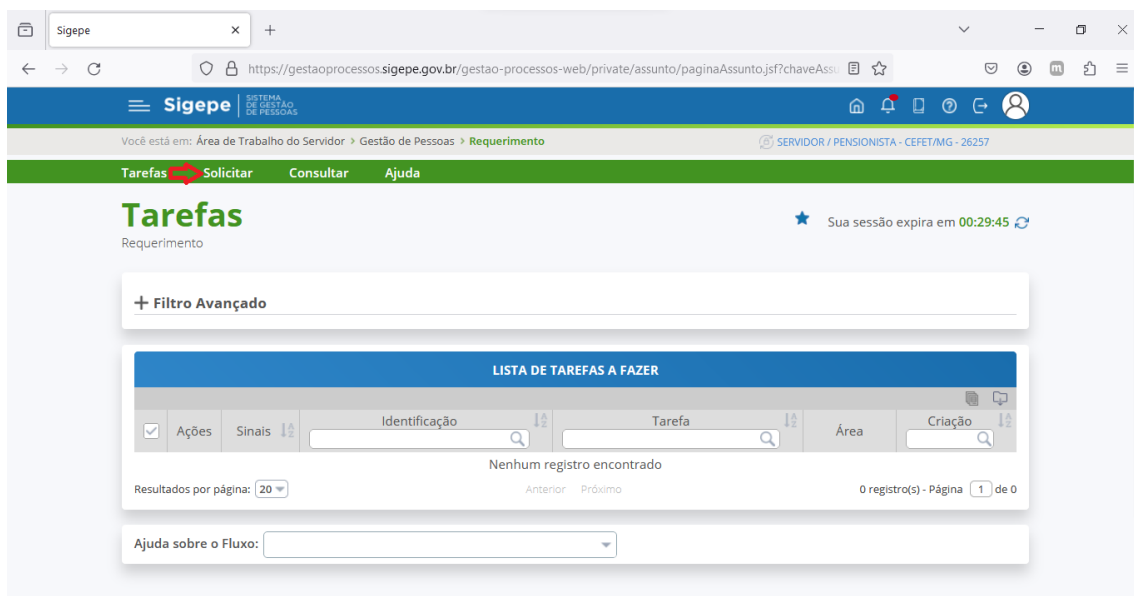 Sigepe
https://gestaoprocessos.sigepe.gov.br/gestao-processos-web/private/assunto/paginaAssunto.jsf?chaveAssu
Sigepe SISTEMA DE GESTÃO DE PESSOAS
Você está em: Área de Trabalho do Servidor > Gestão de Pessoas > Requerimento SERVIDOR / PENSIONISTA - CEFET/MG - 26257
Tarefas Solicitar Consultar Ajuda
Tarefas
Sua sessão expira em 00:29:45
Requerimento
+ Filtro Avançado
LISTA DE TAREFAS A FAZER
Ações Sinais Identificação Tarefa Área Criação
Nenhum registro encontrado
Resultados por página: 20 Anterior Próximo 0 registro(s) - Página 1 de 0
Ajuda sobre o Fluxo: